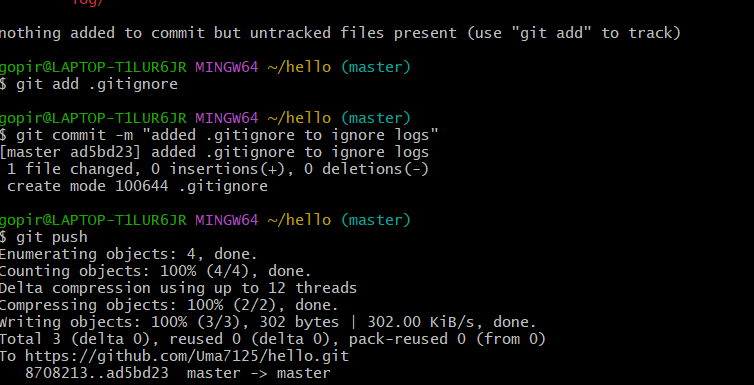 log/
nothing added to commit but untracked files present (use "git add" to track)
gopir@LAPTOP-T1LUR6JR MINGW64 ~/hello (master)
$ git add .gitignore
gopir@LAPTOP-T1LUR6JR MINGW64 ~/hello (master)
$ git commit -m "added .gitignore to ignore logs"
[master ad5bd23] added .gitignore to ignore logs
1 file changed, 0 insertions(+), 0 deletions(-)
create mode 100644 .gitignore
gopir@LAPTOP-T1LUR6JR MINGW64 ~/hello (master)
$ git push
Enumerating objects: 4, done.
Counting objects: 100% (4/4), done.
Delta compression using up to 12 threads
Compressing objects: 100% (2/2), done.
Writing objects: 100% (3/3), 302 bytes | 302.00 KiB/s, done.
Total 3 (delta 0), reused 0 (delta 0), pack-reused 0 (from 0)
To https://github.com/Uma7125/hello.git
8708213..ad5bd23  master -> master